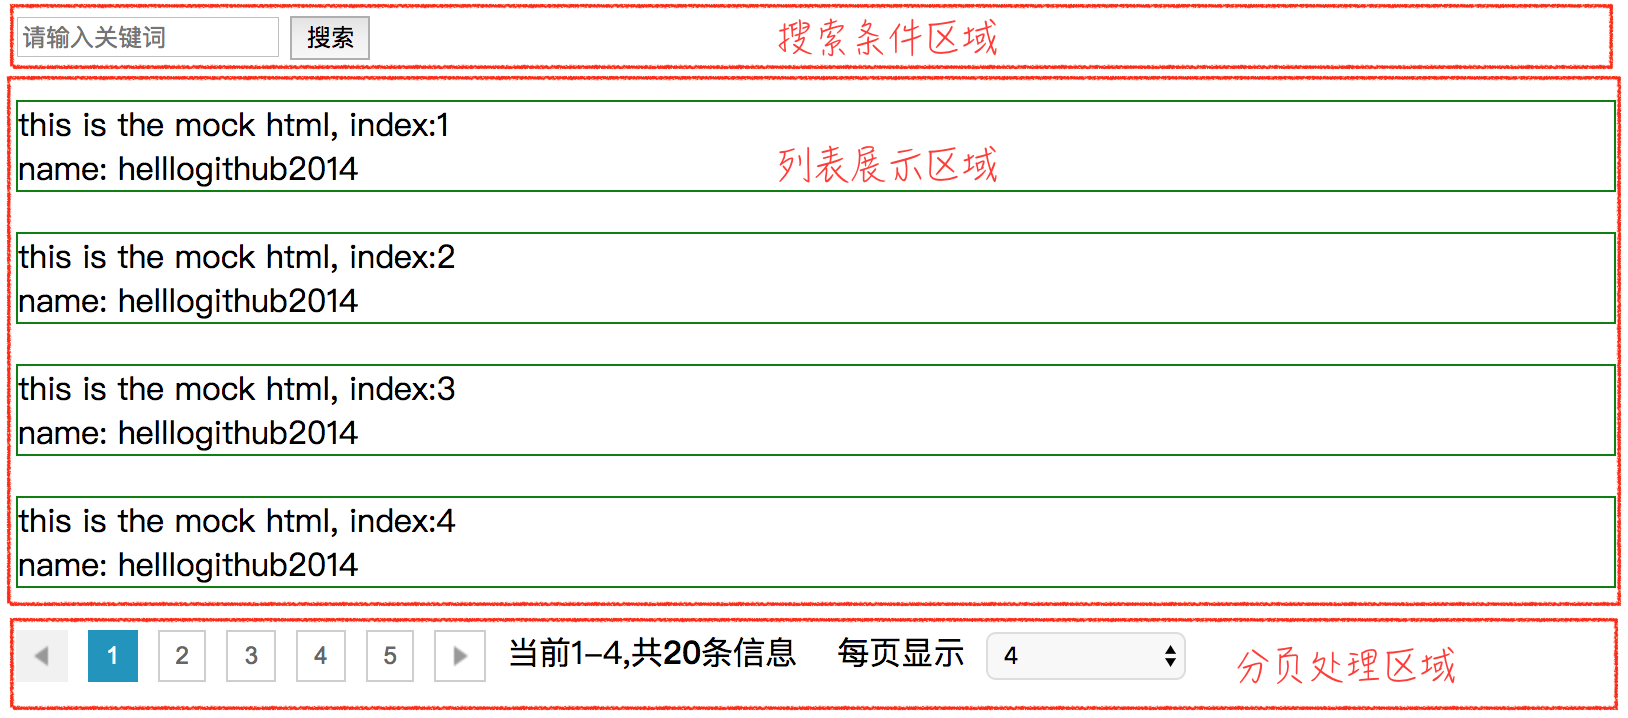 请输入关键词 搜索 搜索条件区域
this is the mock html, index:1
name: helllogithub2014 列表展示区域
this is the mock html, index:2
name: helllogithub2014
this is the mock html, index:3
name: helllogithub2014
this is the mock html, index:4
name: helllogithub2014
1 2 3 4 5 当前1-4,共20条信息 每页显示 4 分页处理区域